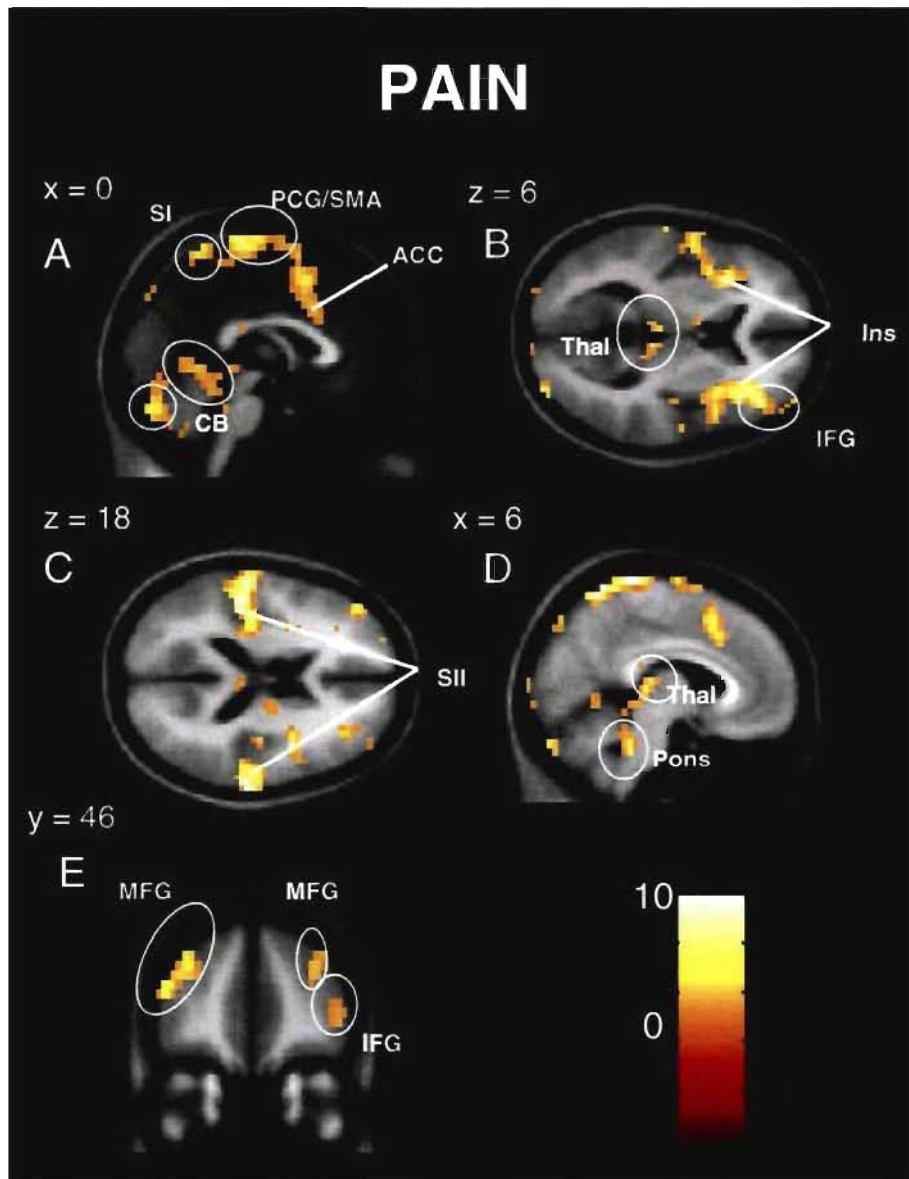 PAIN
x = 0
PCG/SMA
z = 6
SI
A
ACC
B
Thal
Ins
CB
IFG
z = 18
x = 6
C
D
SII
Thal
Pons
y = 46
E
MFG
MFG
IFG
10
0